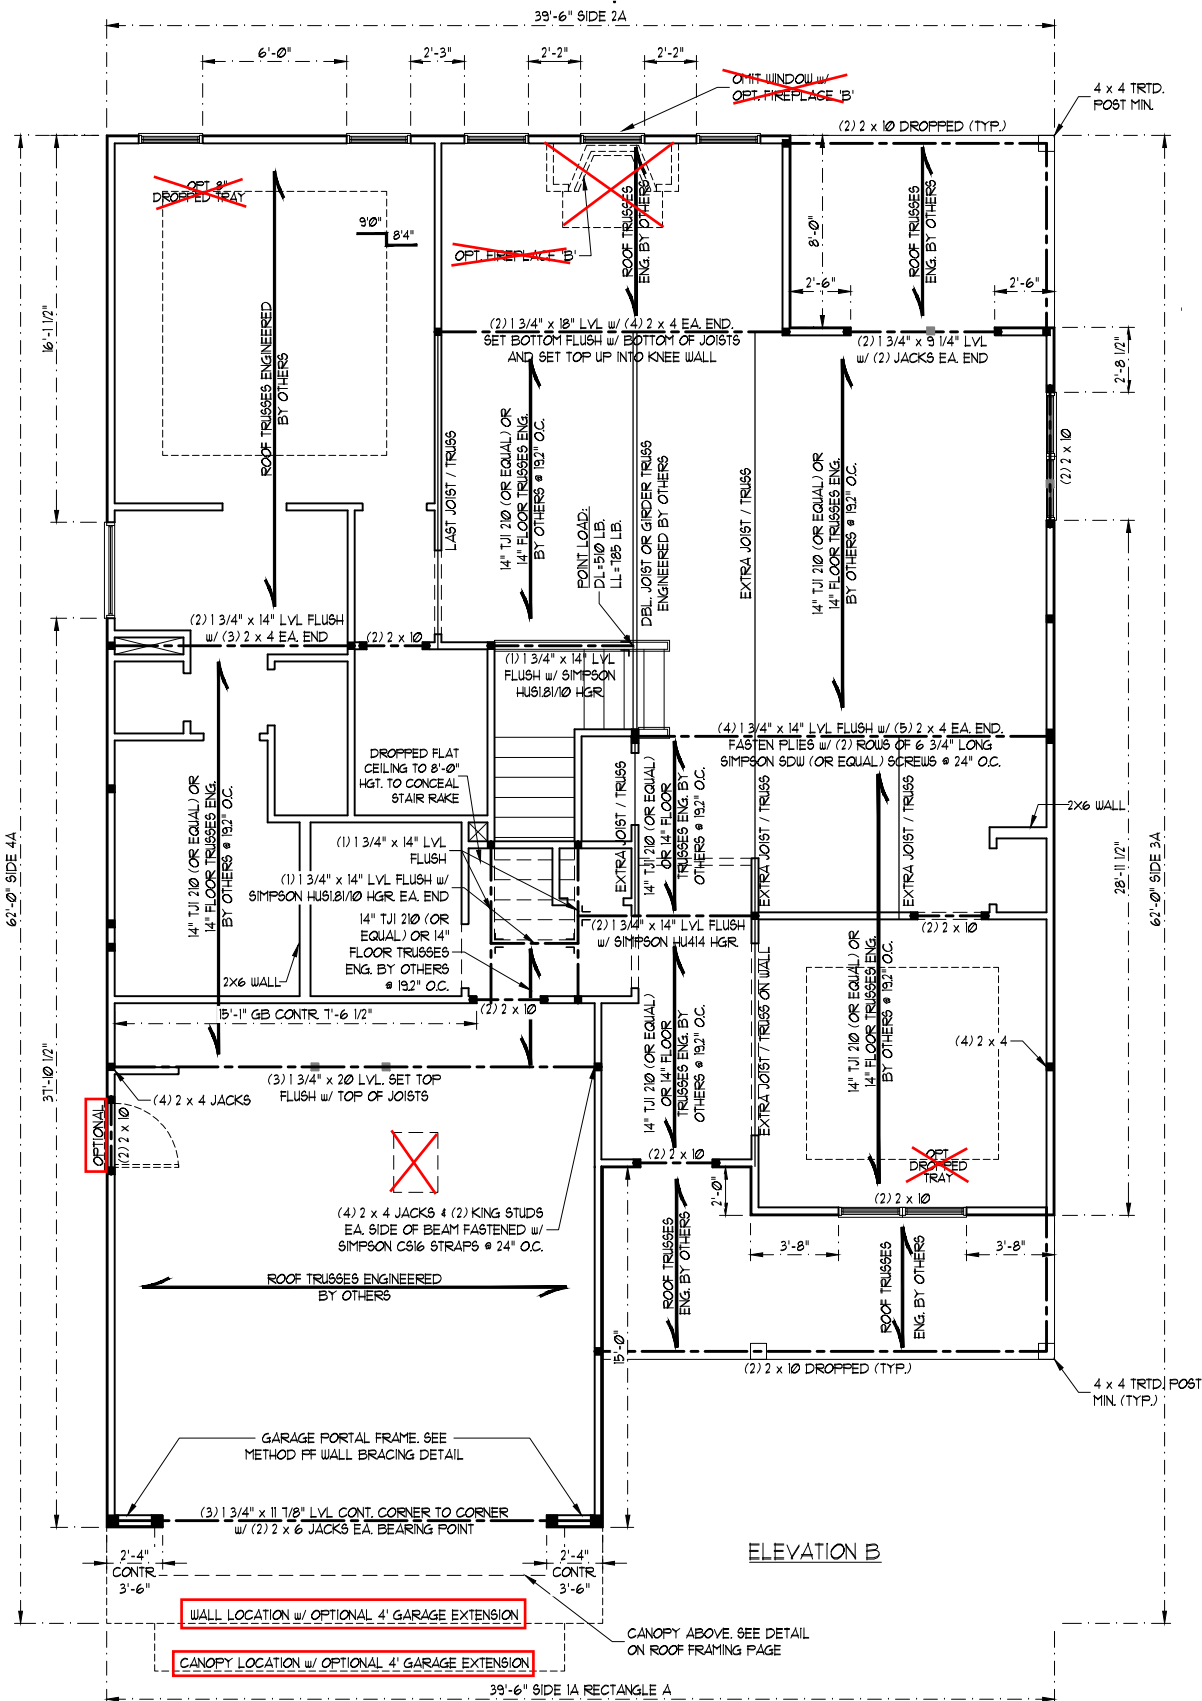 39'-6" SIDE 2A
6'-0"
2'-3"
2'-2"
2'-2"
OMIT WINDOW w/
OPT. FIREPLACE 'B'
4 x 4 TRTD.
POST MIN.
(2) 2 x 10 DROPPED (TYP.)
OPT. 8"
DROPPED TRAY
9'0"
8'4"
OPT. FIREPLACE 'B'
ROOF TRUSSES
ENG. BY OTHERS
ROOF TRUSSES
ENG. BY OTHERS
8'-0"
2'-6"
2'-6"
16'-1 1/2"
ROOF TRUSSES ENGINEERED
BY OTHERS
(2) 1 3/4" x 18" LVL w/ (4) 2 x 4 EA. END.
SET BOTTOM FLUSH w/ BOTTOM OF JOISTS
AND SET TOP UP INTO KNEE WALL
(2) 1 3/4" x 9 1/4" LVL
w/ (2) JACKS EA. END
2'-8 1/2"
(2) 2 x 10
LAST JOIST / TRUSS
14" TJI 210 (OR EQUAL) OR
14" FLOOR TRUSSES ENG.
BY OTHERS @ 19.2" O.C.
POINT LOAD:
DL=510 LB.
LL=785 LB.
DBL. JOIST OR GIRDER TRUSS
ENGINEERED BY OTHERS
EXTRA JOIST / TRUSS
14" TJI 210 (OR EQUAL) OR
14" FLOOR TRUSSES ENG.
BY OTHERS @ 19.2" O.C.
(2) 1 3/4" x 14" LVL FLUSH
w/ (3) 2 x 4 EA. END
(2) 2 x 10
(1) 1 3/4" x 14" LVL
FLUSH w/ SIMPSON
HUS1.81/10 HGR.
(4) 1 3/4" x 14" LVL FLUSH w/ (5) 2 x 4 EA. END.
FASTEN PLIES w/ (2) ROWS OF 6 3/4" LONG
SIMPSON SDW (OR EQUAL) SCREWS @ 24" O.C.
DROPPED FLAT
CEILING TO 8'-0"
HGT. TO CONCEAL
STAIR RAKE
14" TJI 210 (OR EQUAL) OR
14" FLOOR TRUSSES ENG.
BY OTHERS @ 19.2" O.C.
EXTRA JOIST / TRUSS
14" TJI 210 (OR EQUAL)
OR 14" FLOOR
TRUSSES ENG. BY
OTHERS @ 19.2" O.C.
EXTRA JOIST / TRUSS
EXTRA JOIST / TRUSS
2X6 WALL
62'-0" SIDE 4A
62'-0" SIDE 3A
28'-11 1/2"
(1) 1 3/4" x 14" LVL
FLUSH
(1) 1 3/4" x 14" LVL FLUSH w/
SIMPSON HUS1.81/10 HGR. EA. END
14" TJI 210 (OR
EQUAL) OR 14"
FLOOR TRUSSES
ENG. BY OTHERS
@ 19.2" O.C.
(2) 1 3/4" x 14" LVL FLUSH
w/ SIMPSON HU414 HGR.
(2) 2 x 10
2X6 WALL
(2) 2 x 10
15'-1" GB CONTR. 7'-6 1/2"
14" TJI 210 (OR EQUAL)
OR 14" FLOOR
TRUSSES ENG. BY
OTHERS @ 19.2" O.C.
EXTRA JOIST / TRUSS ON WALL
14" TJI 210 (OR EQUAL) OR
14" FLOOR TRUSSES ENG.
BY OTHERS @ 19.2" O.C.
(4) 2 x 4
37'-10 1/2"
(3) 1 3/4" x 20 LVL. SET TOP
FLUSH w/ TOP OF JOISTS
(4) 2 x 4 JACKS
OPTIONAL
(2) 2 x 10
(2) 2 x 10
OPT.
DROPPED
TRAY
2'-0"
(2) 2 x 10
(4) 2 x 4 JACKS & (2) KING STUDS
EA. SIDE OF BEAM FASTENED w/
SIMPSON CS16 STRAPS @ 24" O.C.
3'-8"
3'-8"
ROOF TRUSSES ENGINEERED
BY OTHERS
ROOF TRUSSES
ENG. BY OTHERS
ROOF TRUSSES
ENG. BY OTHERS
15'-0"
(2) 2 x 10 DROPPED (TYP.)
4 x 4 TRTD. POST
MIN. (TYP.)
GARAGE PORTAL FRAME. SEE
METHOD PF WALL BRACING DETAIL
(3) 1 3/4" x 11 7/8" LVL CONT. CORNER TO CORNER
w/ (2) 2 x 6 JACKS EA. BEARING POINT
2'-4"
CONTR.
3'-6"
2'-4"
CONTR.
3'-6"
ELEVATION B
WALL LOCATION w/ OPTIONAL 4' GARAGE EXTENSION
CANOPY ABOVE. SEE DETAIL
ON ROOF FRAMING PAGE
CANOPY LOCATION w/ OPTIONAL 4' GARAGE EXTENSION
39'-6" SIDE 1A RECTANGLE A